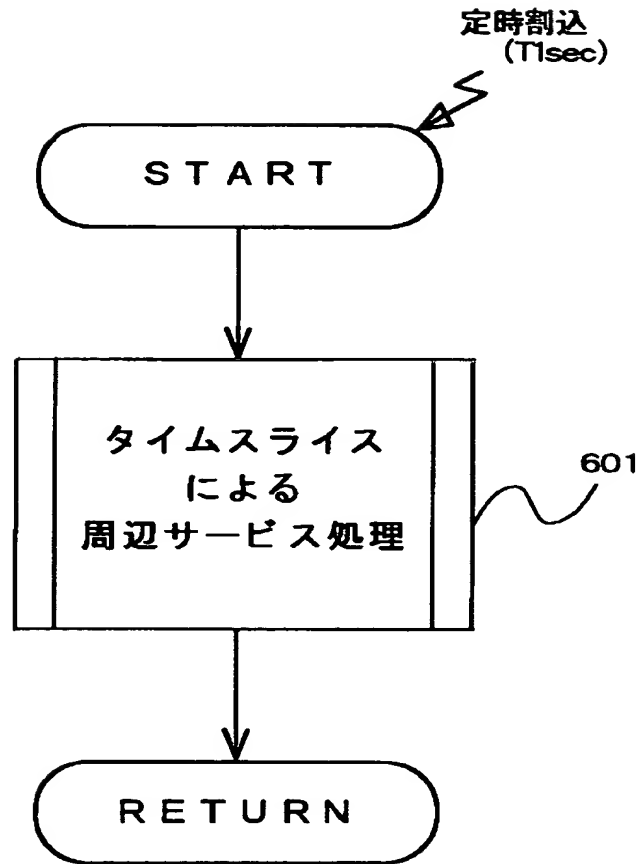 定時割込
(T1sec)
START
タイムスライス
による
周辺サービス処理
601
RETURN